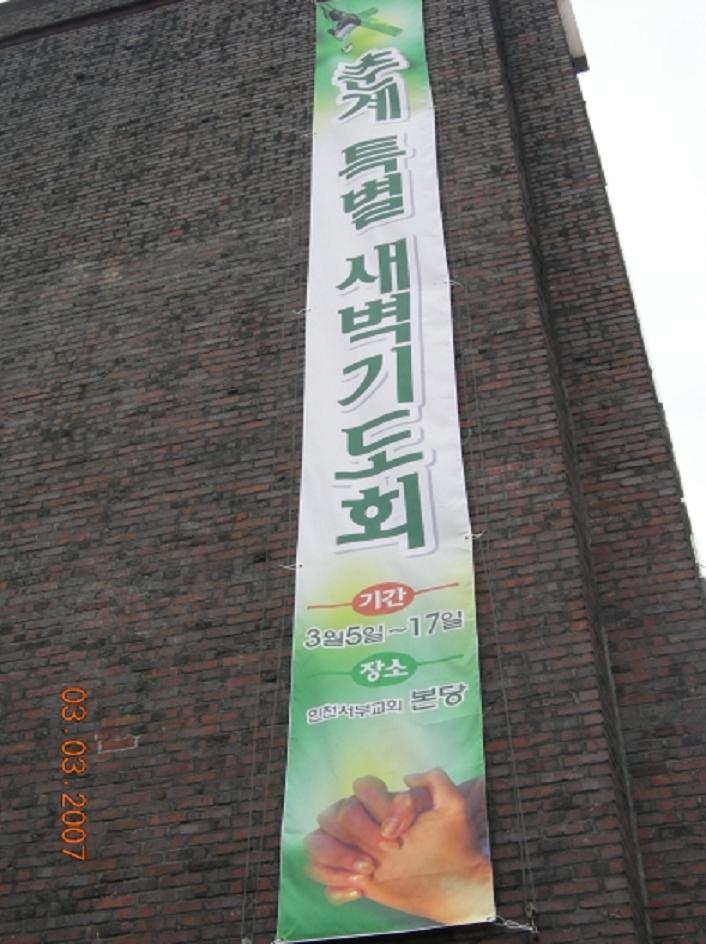 춘계 특별 새벽기도회
기간
3월5일~17일
장소
인천서부교회 본당
03.03.2007